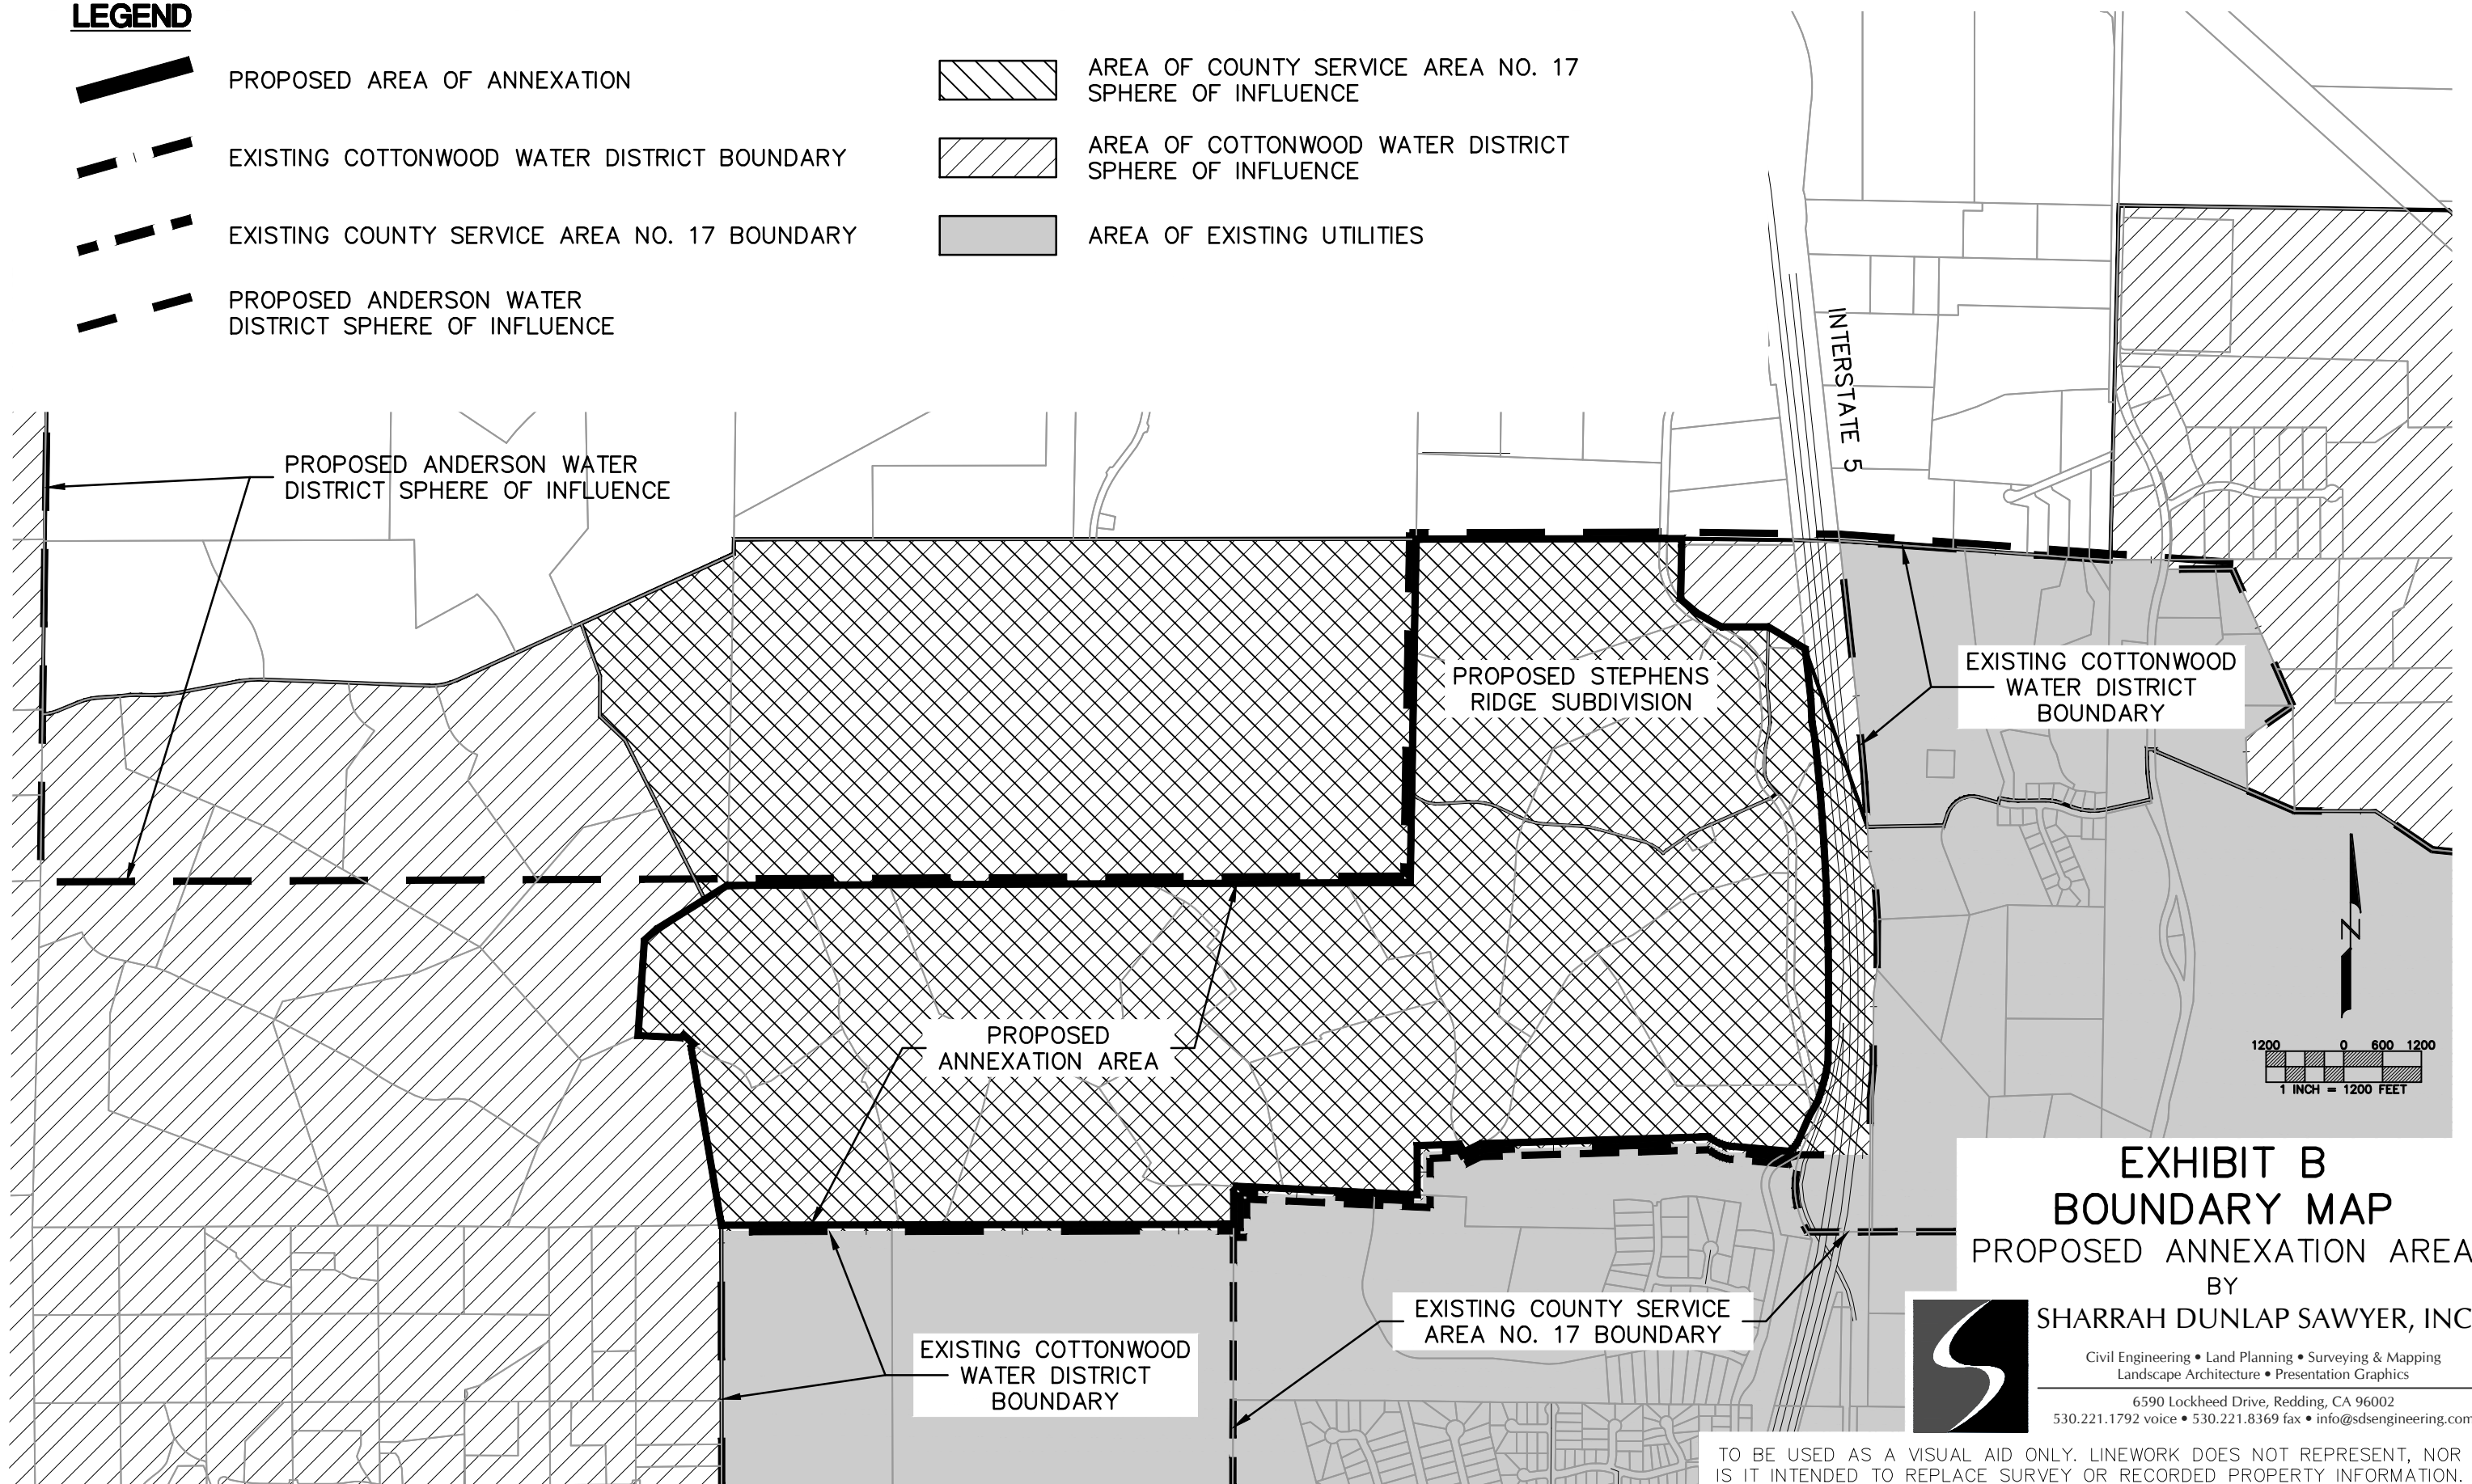 LEGEND
PROPOSED AREA OF ANNEXATION
EXISTING COTTONWOOD WATER DISTRICT BOUNDARY
EXISTING COUNTY SERVICE AREA NO. 17 BOUNDARY
PROPOSED ANDERSON WATER
DISTRICT SPHERE OF INFLUENCE
AREA OF COUNTY SERVICE AREA NO. 17
SPHERE OF INFLUENCE
AREA OF COTTONWOOD WATER DISTRICT
SPHERE OF INFLUENCE
AREA OF EXISTING UTILITIES
INTERSTATE 5
PROPOSED ANDERSON WATER
DISTRICT SPHERE OF INFLUENCE
PROPOSED STEPHENS
RIDGE SUBDIVISION
EXISTING COTTONWOOD
WATER DISTRICT
BOUNDARY
PROPOSED
ANNEXATION AREA
N
1200 0 600 1200
1 INCH = 1200 FEET
EXISTING COUNTY SERVICE
AREA NO. 17 BOUNDARY
EXISTING COTTONWOOD
WATER DISTRICT
BOUNDARY
EXHIBIT B
BOUNDARY MAP
PROPOSED ANNEXATION AREA
BY
SHARRAH DUNLAP SAWYER, INC
Civil Engineering • Land Planning • Surveying & Mapping
Landscape Architecture • Presentation Graphics
6590 Lockheed Drive, Redding, CA 96002
530.221.1792 voice • 530.221.8369 fax • info@sdsengineering.com
TO BE USED AS A VISUAL AID ONLY. LINEWORK DOES NOT REPRESENT, NOR
IS IT INTENDED TO REPLACE SURVEY OR RECORDED PROPERTY INFORMATION.